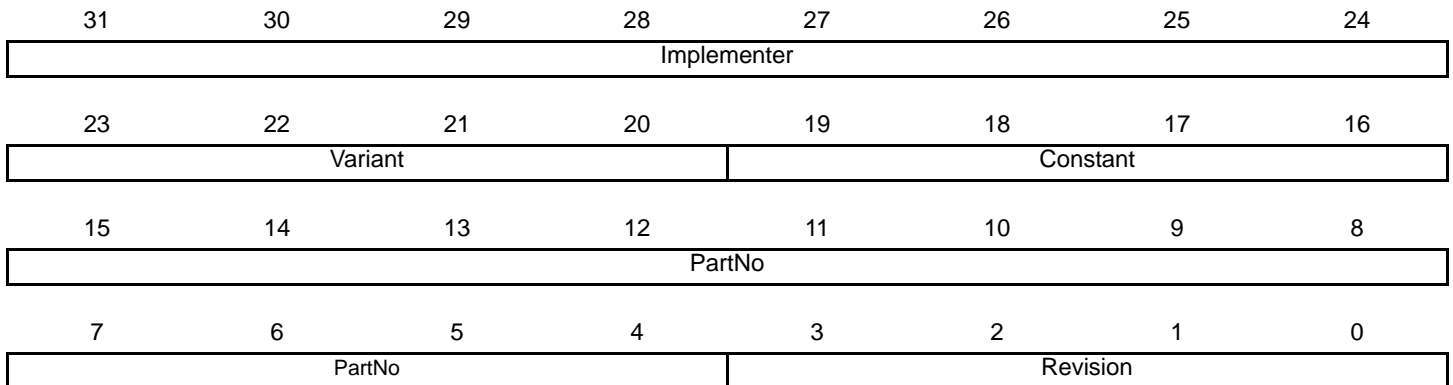 31 30 29 28 27 26 25 24
Implementer
23 22 21 20 19 18 17 16
Variant Constant
15 14 13 12 11 10 9 8
PartNo
7 6 5 4 3 2 1 0
PartNo Revision